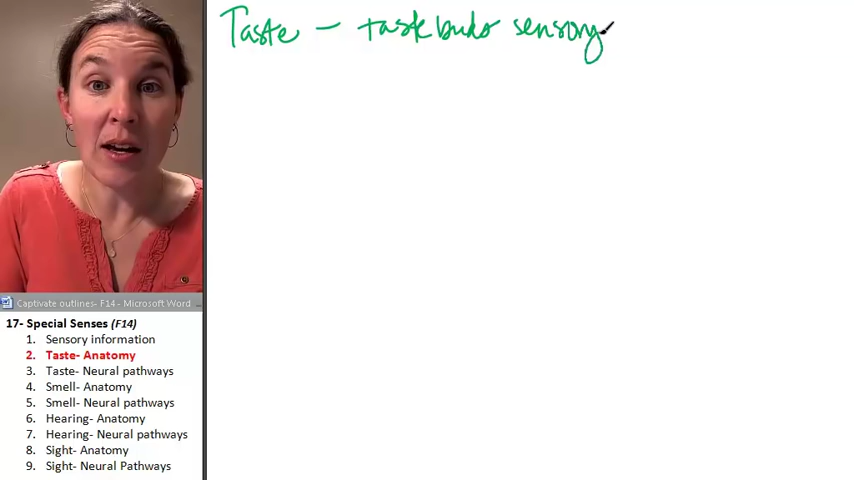 Taste - taste buds sensory
Captivate outlines- F14 - Microsoft Word
17- Special Senses (F14)
1. Sensory information
2. Taste- Anatomy
3. Taste- Neural pathways
4. Smell- Anatomy
5. Smell- Neural pathways
6. Hearing- Anatomy
7. Hearing- Neural pathways
8. Sight- Anatomy
9. Sight- Neural Pathways